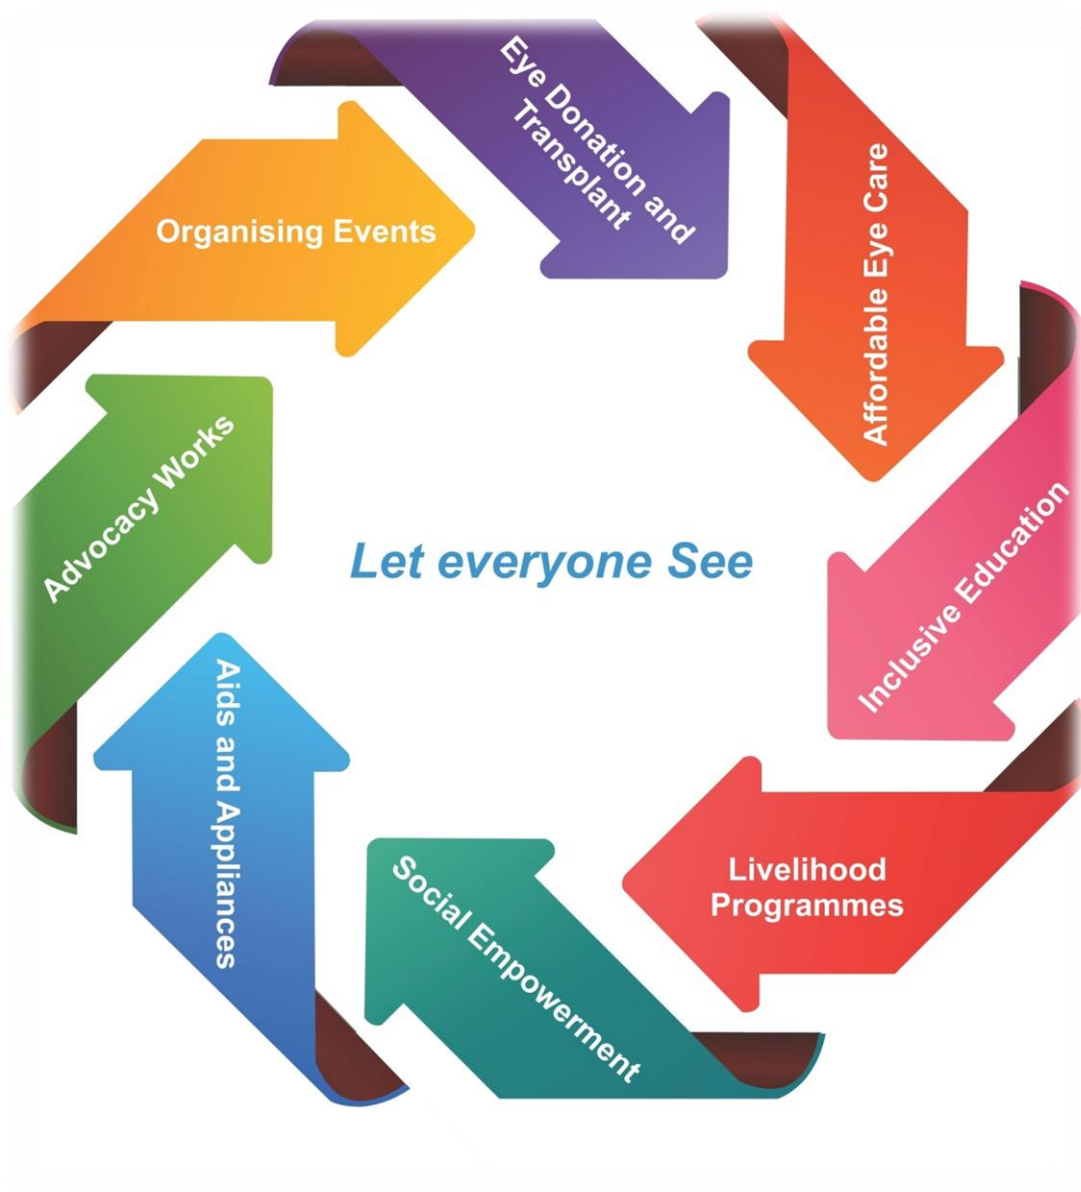 Eye Donation and
Transplant
Affordable Eye Care
Inclusive Education
Livelihood
Programmes
Social Empowerment
Aids and Appliances
Advocacy Works
Organising Events
Let everyone See